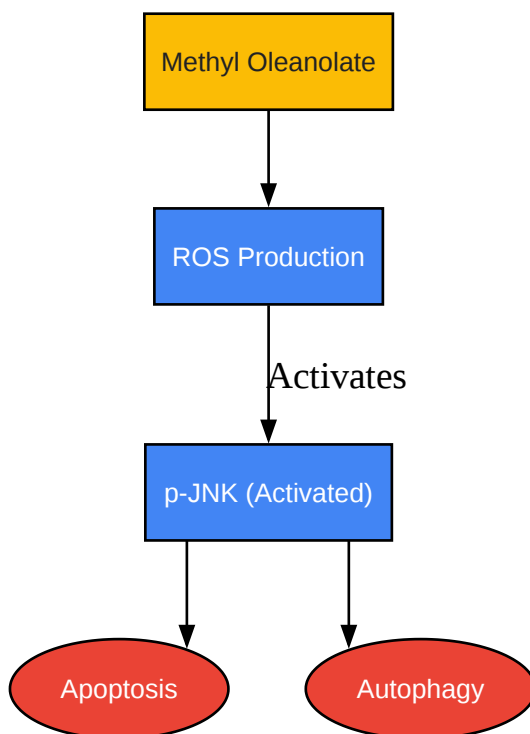 Methyl Oleanolate
ROS Production
Activates
p-JNK (Activated)
Apoptosis
Autophagy